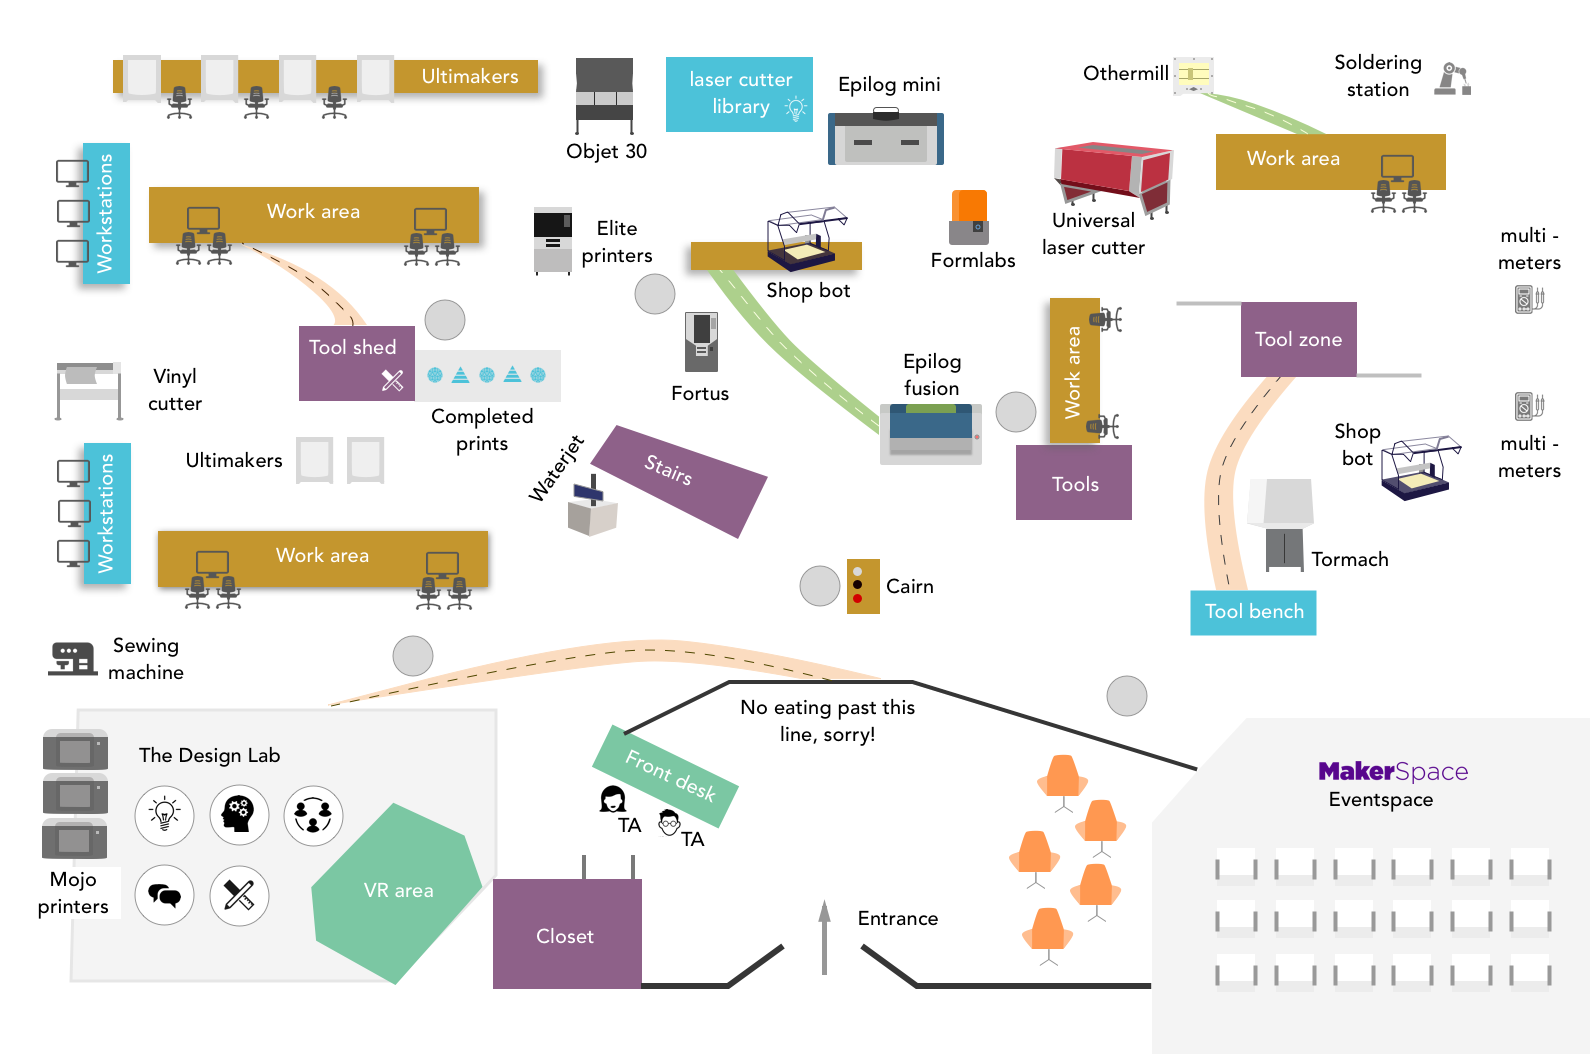 Ultimakers
laser cutter
library
Epilog mini
Othermill
Soldering
station
Objet 30
Workstations
Work area
Elite
printers
Shop bot
Formlabs
Universal
laser cutter
Work area
multi -
meters
Tool shed
Completed
prints
Vinyl
cutter
Fortus
Epilog
fusion
Work area
Tool zone
Ultimakers
Workstations
Waterjet
Stairs
Tools
Shop
bot
multi -
meters
Work area
Cairn
Tormach
Tool bench
Sewing
machine
No eating past this
line, sorry!
The Design Lab
Front desk
TA
TA
MakerSpace
Eventspace
Mojo
printers
VR area
Closet
Entrance